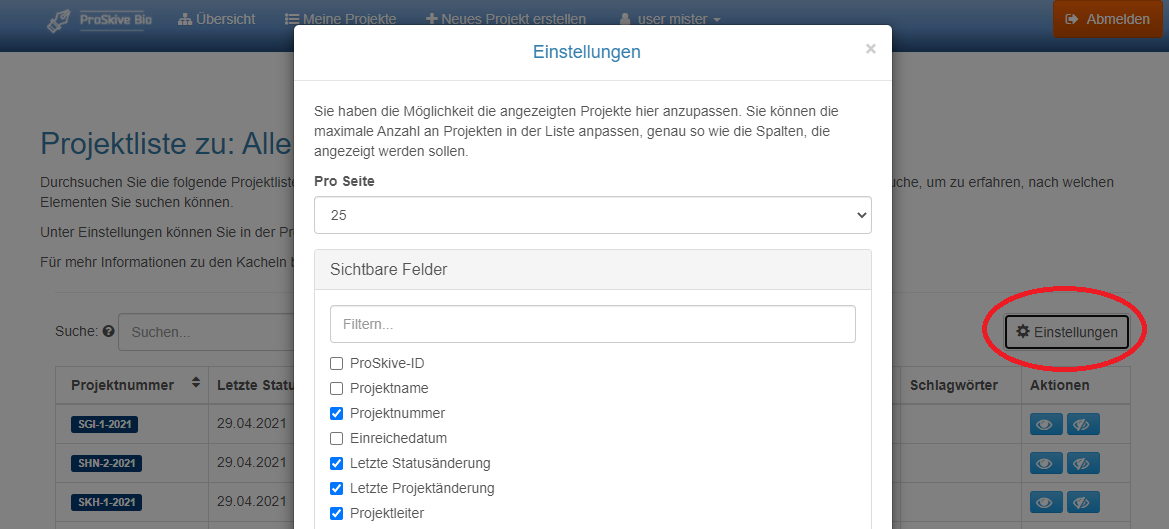 ProSkive Bio
Übersicht
Meine Projekte
Neues Projekt erstellen
user mister
Abmelden
Einstellungen
×
Sie haben die Möglichkeit die angezeigten Projekte hier anzupassen. Sie können die
maximale Anzahl an Projekten in der Liste anpassen, genau so wie die Spalten, die
angezeigt werden sollen.
Projektliste zu: Alle
Durchsuchen Sie die folgende Projektliste
che, um zu erfahren, nach welchen
Elementen Sie suchen können.
Unter Einstellungen können Sie in der Pr
Für mehr Informationen zu den Kacheln
Pro Seite
25
Sichtbare Felder
Filtern...
ProSkive-ID
Projektname
Projektnummer
Einreichedatum
Letzte Statusänderung
Letzte Projektänderung
Projektleiter
Suche:
Suchen...
Einstellungen
Projektnummer
Letzte Statu
Schlagwörter
Aktionen
SGI-1-2021
29.04.2021
SHN-2-2021
29.04.2021
SKH-1-2021
29.04.2021